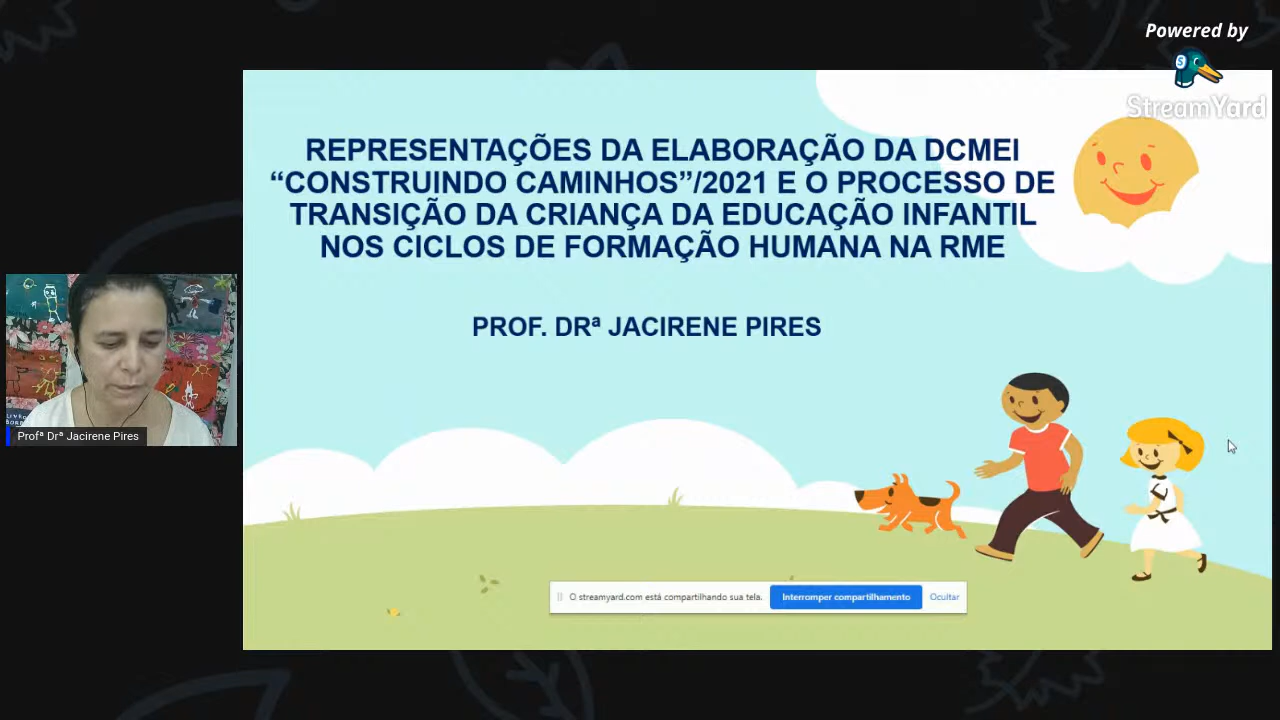 Powered by
StreamYard
REPRESENTAÇÕES DA ELABORAÇÃO DA DCMEI
“CONSTRUINDO CAMINHOS”/2021 E O PROCESSO DE
TRANSIÇÃO DA CRIANÇA DA EDUCAÇÃO INFANTIL
NOS CICLOS DE FORMAÇÃO HUMANA NA RME
PROF. DRª JACIRENE PIRES
Profª Drª Jacirene Pires
O streamyard.com está compartilhando sua tela.
Interromper compartilhamento
Ocultar